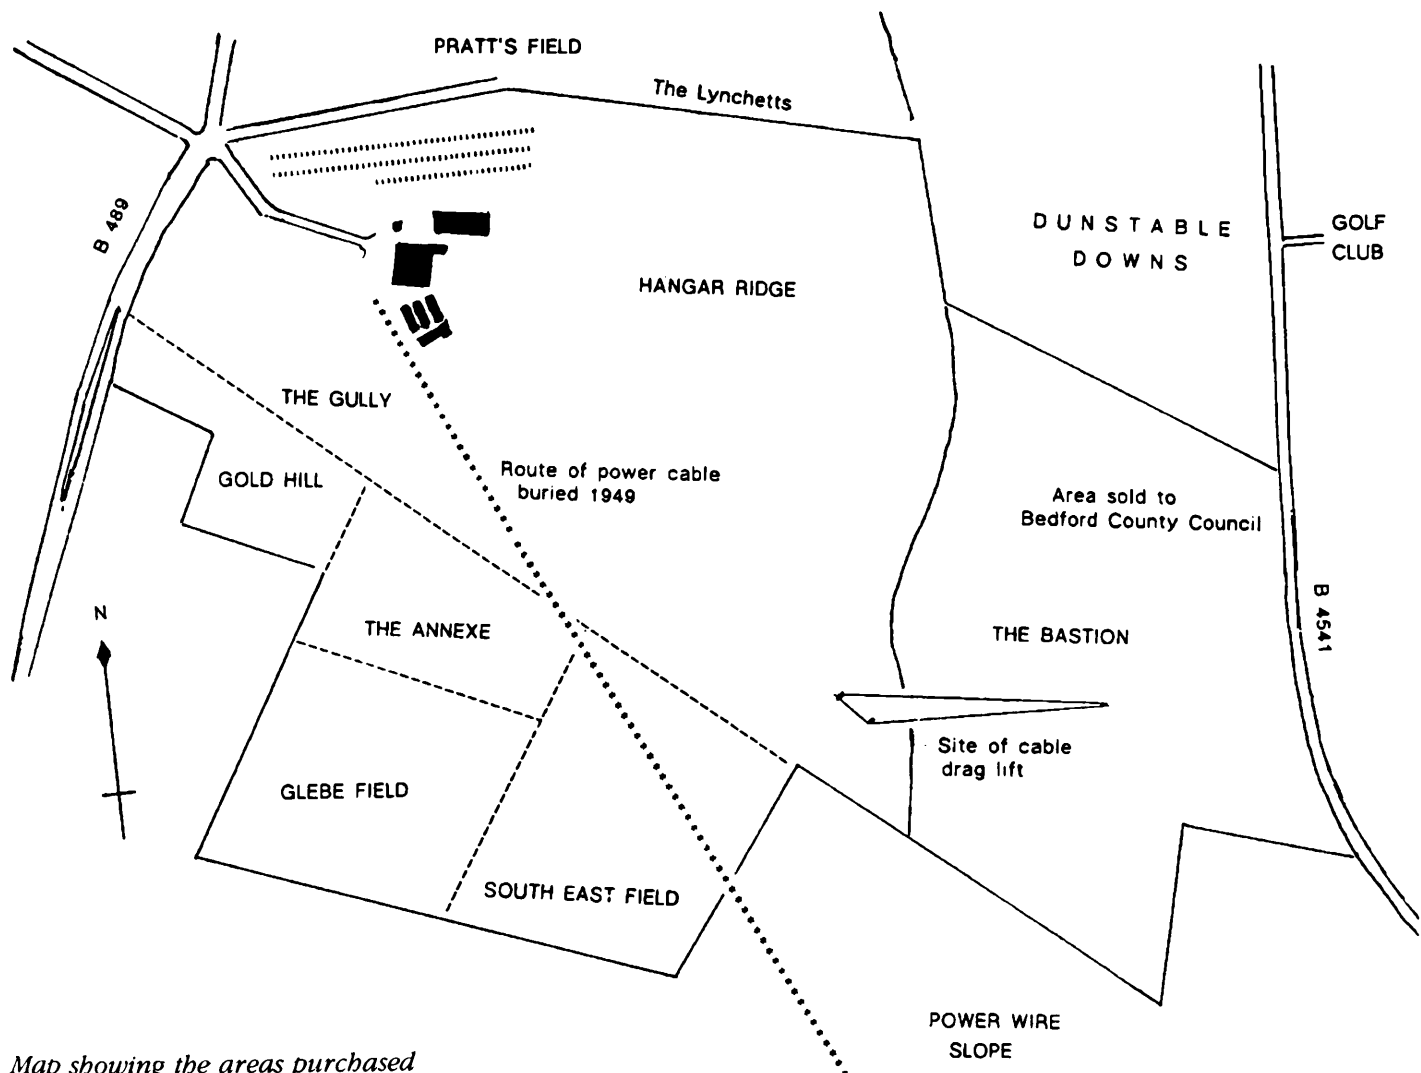 PRATT'S FIELD
The Lynchetts
B 489
DUNSTABLE
DOWNS
GOLF
CLUB
HANGAR RIDGE
THE GULLY
GOLD HILL
Route of power cable
buried 1949
Area sold to
Bedford County Council
B 4541
N
THE ANNEXE
THE BASTION
Site of cable
drag lift
GLEBE FIELD
SOUTH EAST FIELD
POWER WIRE
SLOPE
Map showing the areas purchased